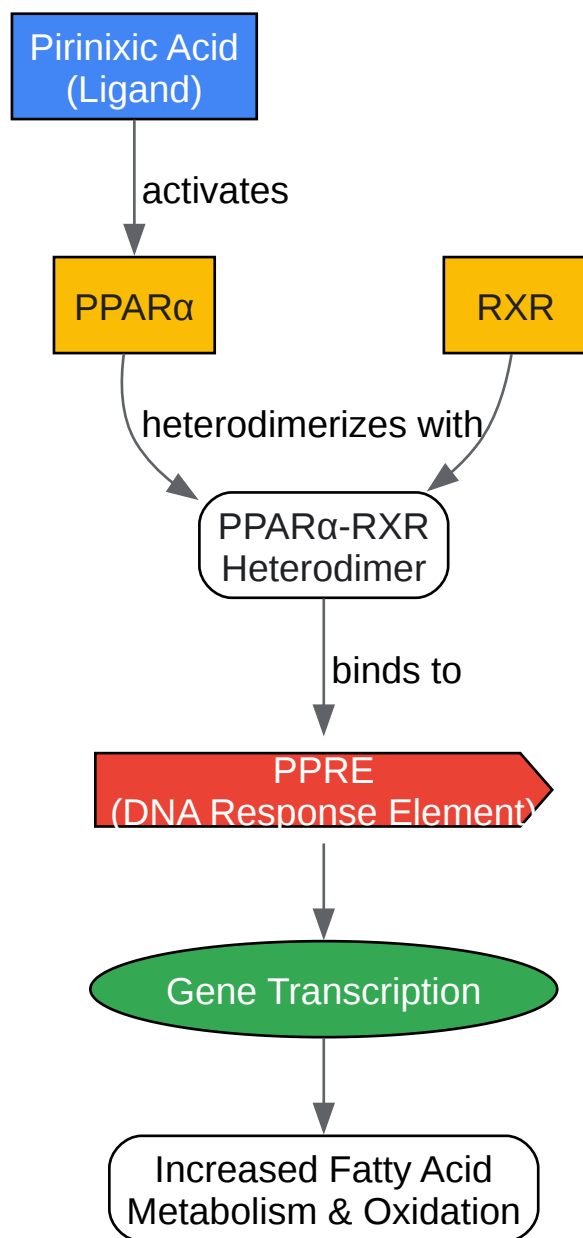 Pirinixic Acid
(Ligand)
activates
PPARα
RXR
heterodimerizes with
PPARα-RXR
Heterodimer
binds to
PPRE
(DNA Response Element)
Gene Transcription
Increased Fatty Acid
Metabolism & Oxidation